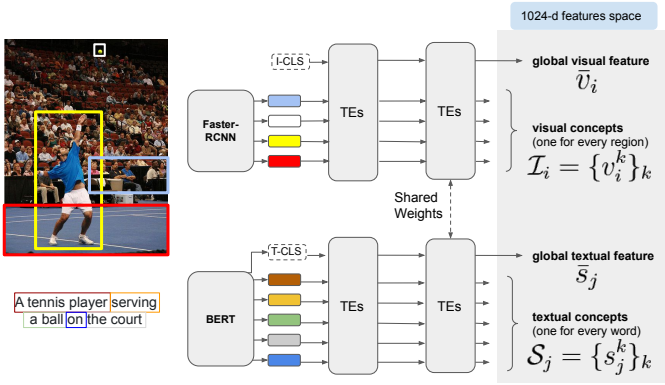 1024-d features space
I-CLS
Faster-
RCNN
TEs
TEs
global visual feature
v̄_i
visual concepts
(one for every region)
I_i = {v_i^k}_k
Shared
Weights
T-CLS
BERT
TEs
TEs
global textual feature
s̄_j
textual concepts
(one for every word)
S_j = {s_j^k}_k
A tennis player serving
a ball on the court